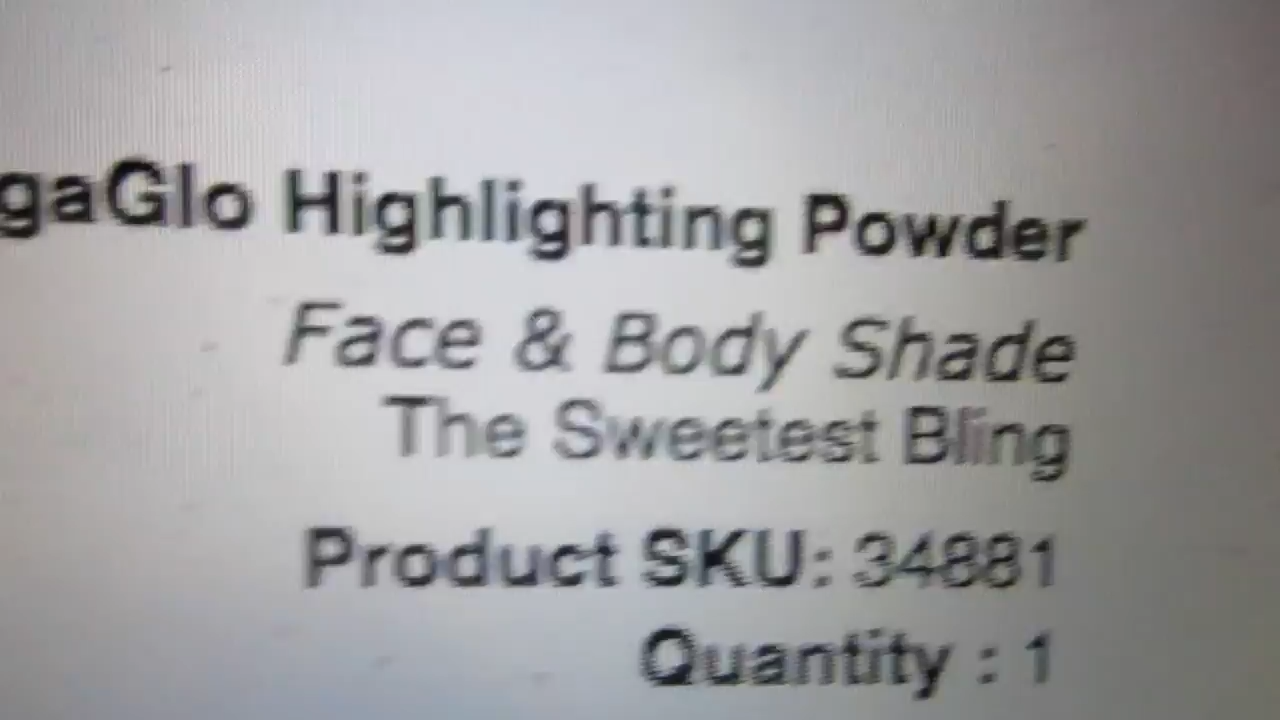 gaGlo Highlighting Powder
Face & Body Shade
The Sweetest Bling
Product SKU: 34881
Quantity : 1